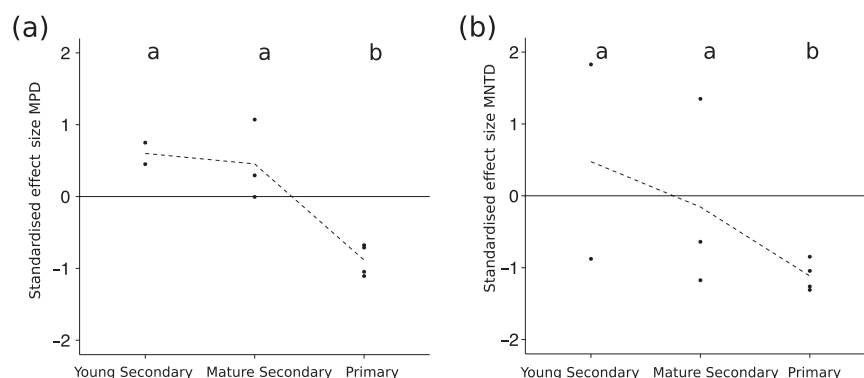 (a)
Standardised effect size MPD
2
1
0
−1
−2
a
a
b
Young Secondary
Mature Secondary
Primary
(b)
Standardised effect size MNTD
2
1
0
−1
−2
a
a
b
Young Secondary
Mature Secondary
Primary